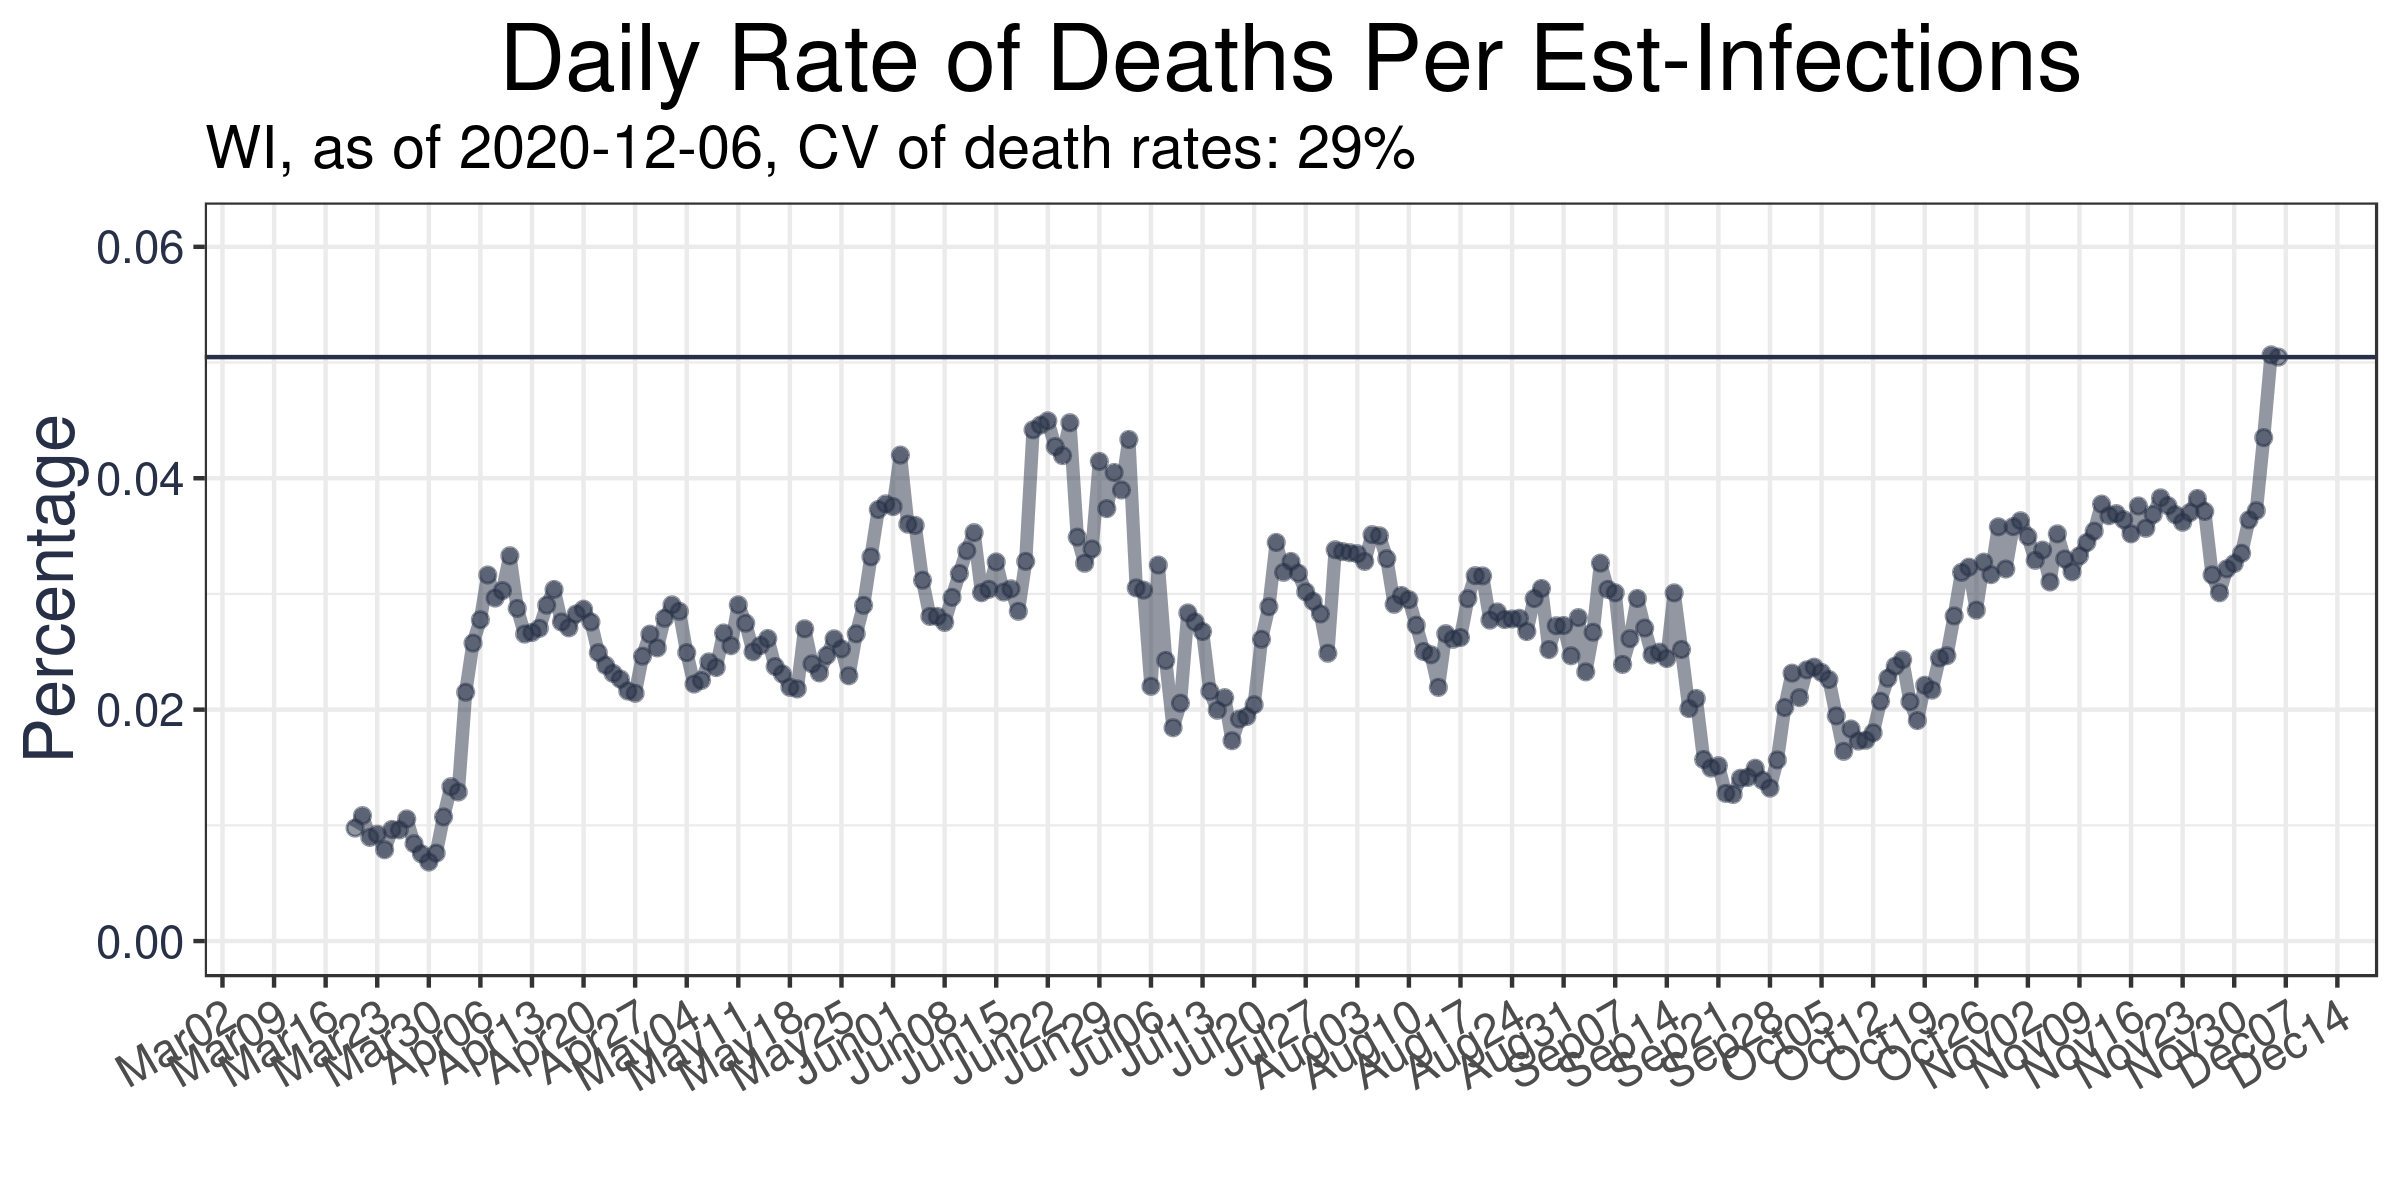 Daily Rate of Deaths Per Est-Infections
WI, as of 2020-12-06, CV of death rates: 29%
Percentage
0.06
0.04
0.02
0.00
Mar02
Mar09
Mar16
Mar23
Mar30
Apr06
Apr13
Apr20
Apr27
May04
May11
May18
May25
Jun01
Jun08
Jun15
Jun22
Jun29
Jul06
Jul13
Jul20
Jul27
Aug03
Aug10
Aug17
Aug24
Aug31
Sep07
Sep14
Sep21
Sep28
Oct05
Oct12
Oct19
Oct26
Nov02
Nov09
Nov16
Nov23
Nov30
Dec07
Dec14